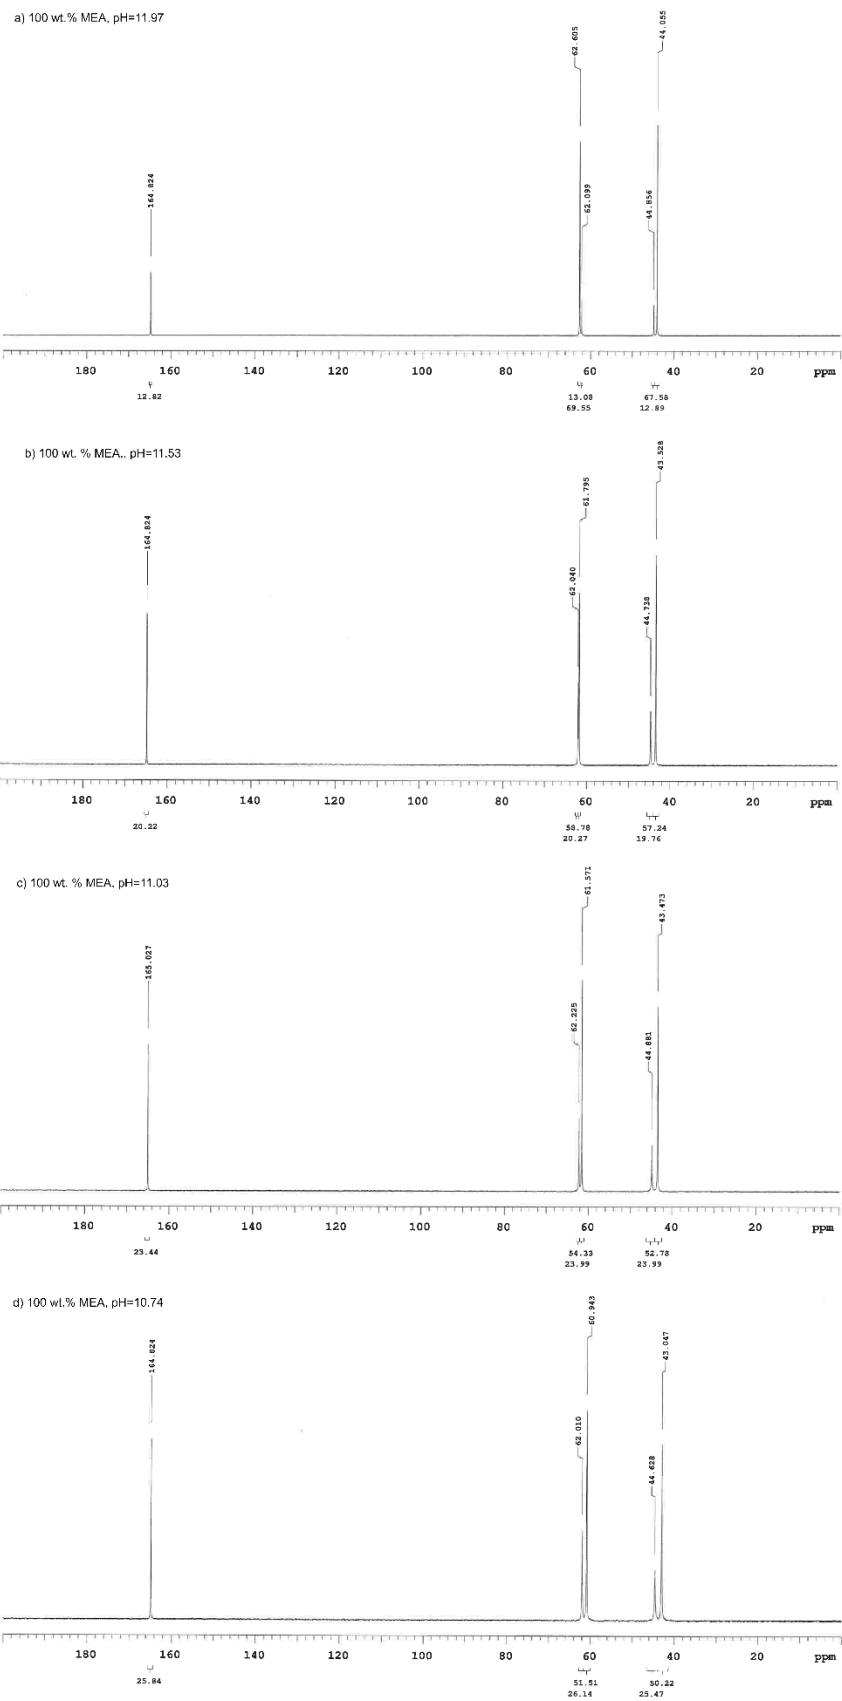 a) 100 wt.% MEA, pH=11.97
164.824
62.605
62.099
44.856
44.055
180 160 140 120 100 80 60 40 20 ppm
12.82 13.08 67.58
69.55 12.89
b) 100 wt. % MEA,. pH=11.53
164.824
62.040
61.795
44.738
43.528
180 160 140 120 100 80 60 40 20 ppm
20.22 58.78 57.24
20.27 19.76
c) 100 wt. % MEA, pH=11.03
165.027
62.225
61.571
44.881
43.473
180 160 140 120 100 80 60 40 20 ppm
23.44 54.33 52.78
23.99 23.99
d) 100 wt.% MEA, pH=10.74
164.824
62.010
60.943
44.628
43.047
180 160 140 120 100 80 60 40 20 ppm
25.84 51.51 50.22
26.14 25.47